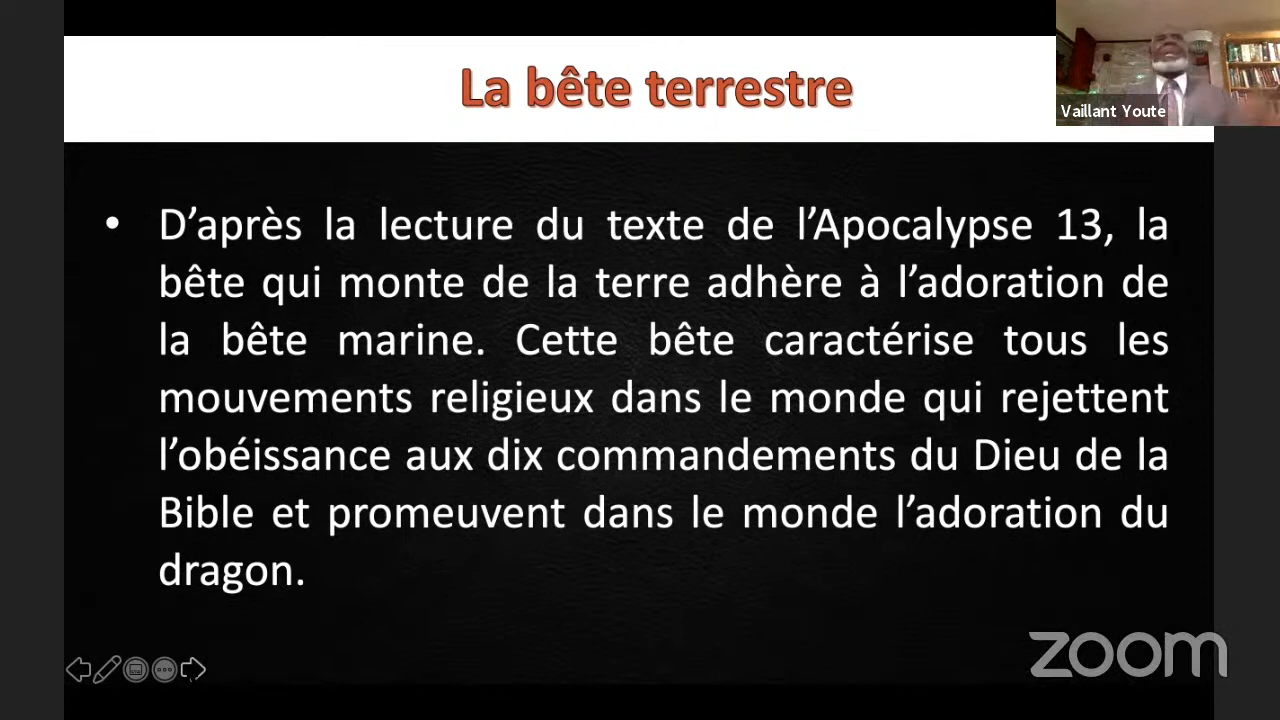 La bête terrestre
Vaillant Youte
• D’après la lecture du texte de l’Apocalypse 13, la
bête qui monte de la terre adhère à l’adoration de
la bête marine. Cette bête caractérise tous les
mouvements religieux dans le monde qui rejettent
l’obéissance aux dix commandements du Dieu de la
Bible et promeuvent dans le monde l’adoration du
dragon.
zoom